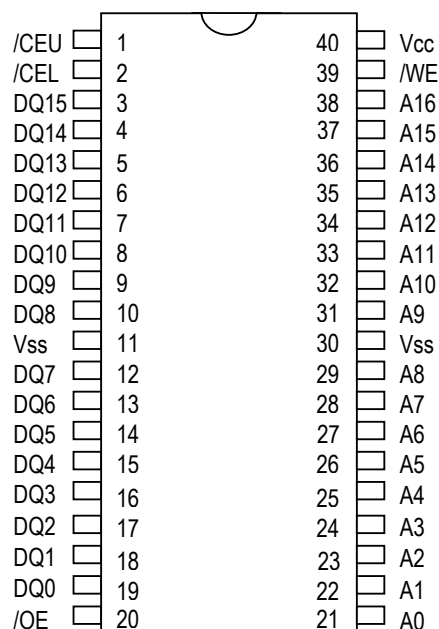 /CEU 1 40 Vcc
/CEL 2 39 /WE
DQ15 3 38 A16
DQ14 4 37 A15
DQ13 5 36 A14
DQ12 6 35 A13
DQ11 7 34 A12
DQ10 8 33 A11
DQ9 9 32 A10
DQ8 10 31 A9
Vss 11 30 Vss
DQ7 12 29 A8
DQ6 13 28 A7
DQ5 14 27 A6
DQ4 15 26 A5
DQ3 16 25 A4
DQ2 17 24 A3
DQ1 18 23 A2
DQ0 19 22 A1
/OE 20 21 A0